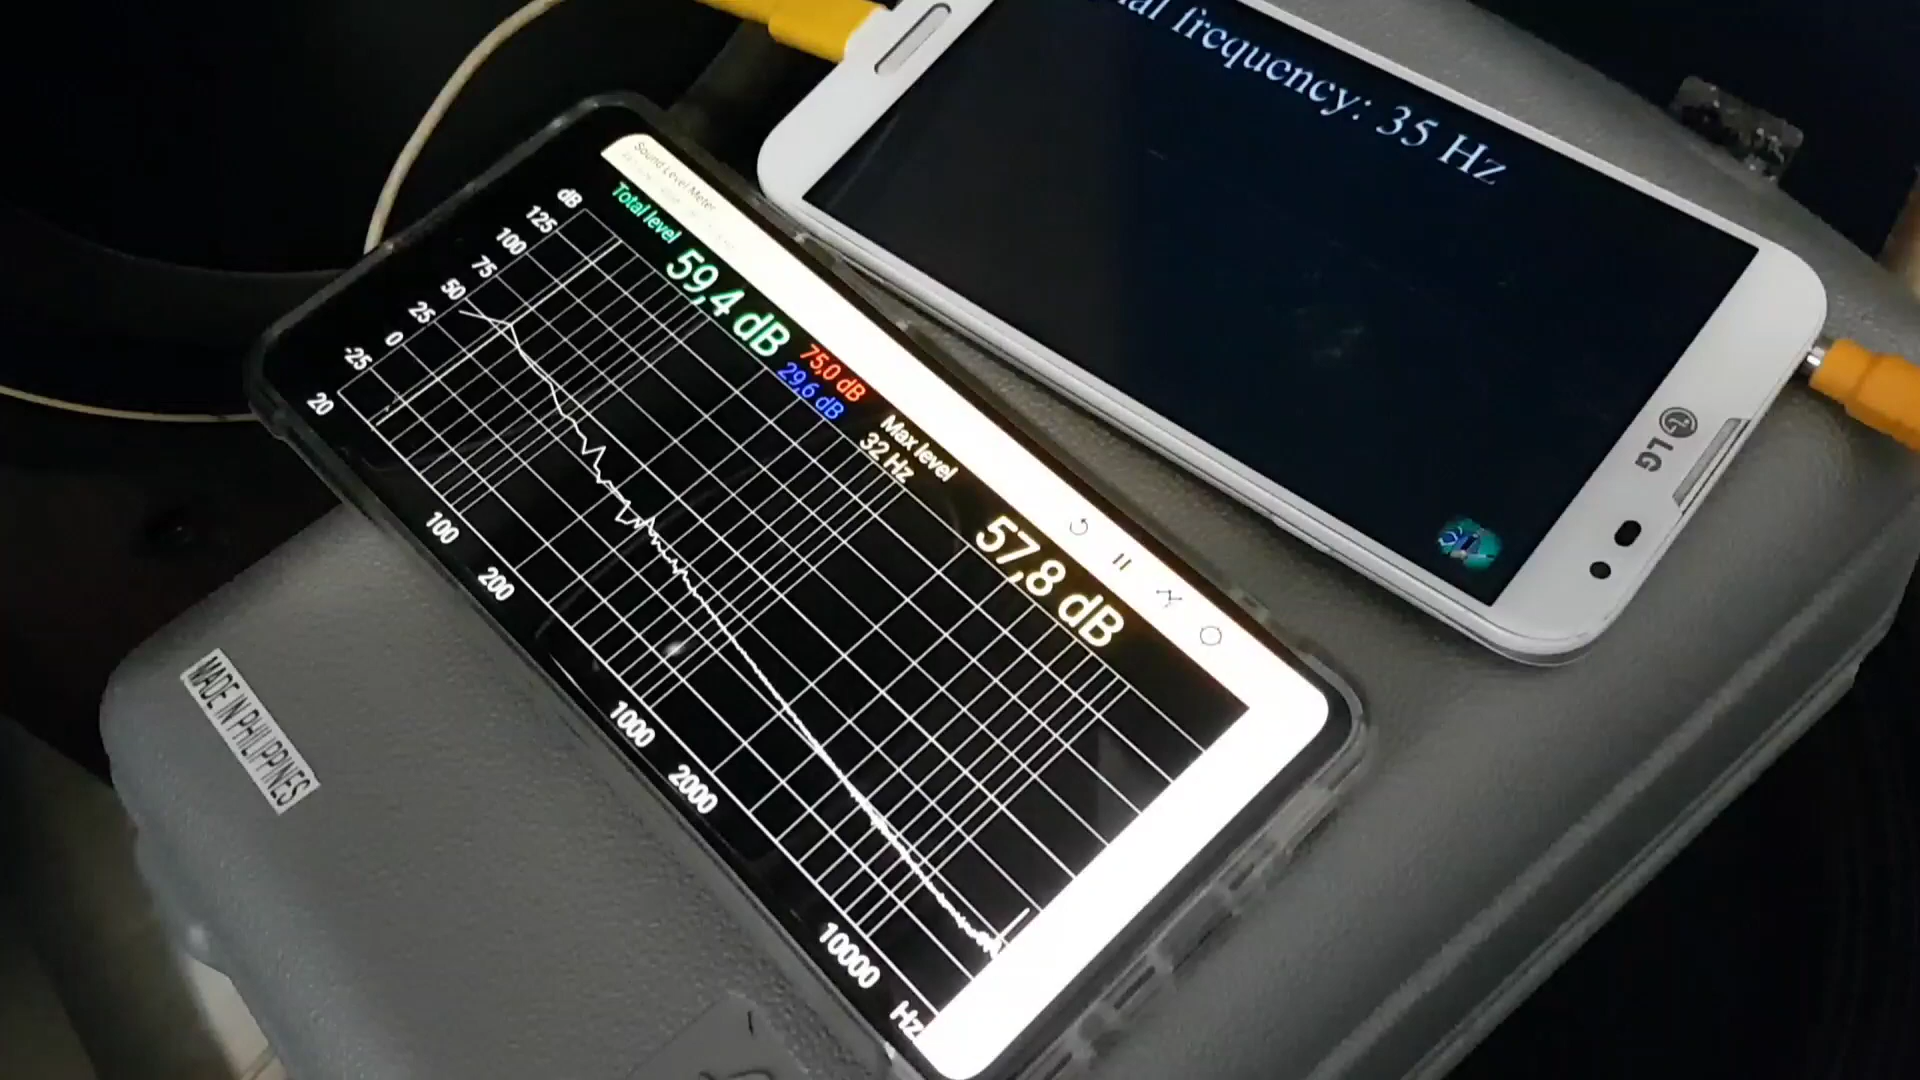 frequency: 35 Hz
LG
Sound Level Meter
Total level
59,4 dB
75,0 dB
29,6 dB
Max level
32 Hz
57,8 dB
dB
125
100
75
50
25
0
-25
20
100
200
1000
2000
10000
Hz
MADE IN PHILIPPINES